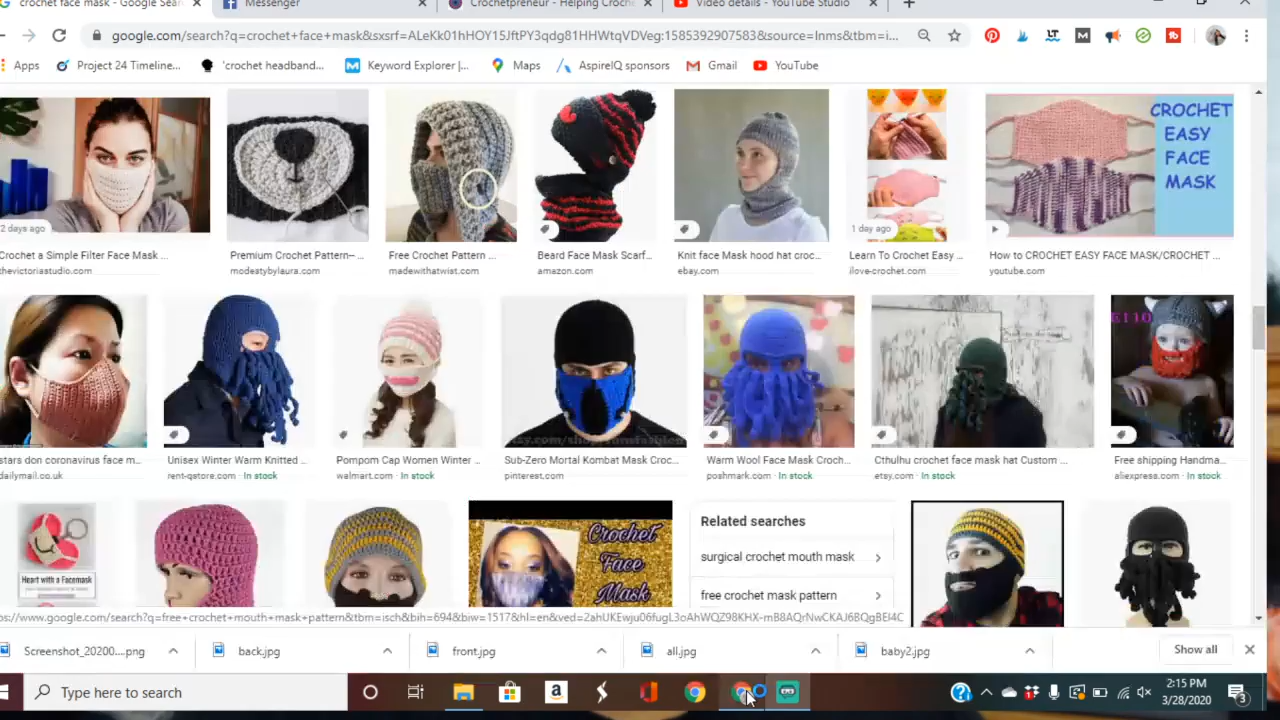 crochet face mask - Google Sear
Messenger
Crochetpreneur - Helping Croch
Video details - YouTube Studio
google.com/search?q=crochet+face+mask&sxsrf=ALeKk01hHOY15JftPY3qdg81HHWtqVDVeg:1585392907583&source=lnms&tbm=i...
Apps
Project 24 Timeline...
'crochet headband...
Keyword Explorer |...
Maps
AspireIQ sponsors
Gmail
YouTube
CROCHET
EASY
FACE
MASK
2 days ago
1 day ago
Crochet a Simple Filter Face Mask ...
thevictoriastudio.com
Premium Crochet Pattern-- ...
modeatybylaura.com
Free Crochet Pattern ...
madewithatwist.com
Beard Face Mask Scarf...
amazon.com
Knit face Mask hood hat croc...
ebay.com
Learn To Crochet Easy ...
ilove-crochet.com
How to CROCHET EASY FACE MASK/CROCHET ...
youtube.com
stars don coronavirus face m...
dailymail.co.uk
Unisex Winter Warm Knitted ...
rent-qstore.com · In stock
Pompom Cap Women Winter ...
walmart.com · In stock
Sub-Zero Mortal Kombat Mask Croc...
pinterest.com
Warm Wool Face Mask Croch...
poshmark.com · In stock
Cthulhu crochet face mask hat Custom ...
etsy.com · In stock
Free shipping Handma...
aliexpress.com · In stock
Heart with a Facemask
Crochet
Face
Mask
Related searches
surgical crochet mouth mask
free crochet mask pattern
ps://www.google.com/search?q=free+crochet+mouth+mask+pattern&tbm=isch&bih=694&biw=1517&hl=en&ved=2ahUKEwju06fugL3oAhWQZ98KHX-mB8AQrNwCKAJ6BQgBEI4C
Screenshot_20200....png
back.jpg
front.jpg
all.jpg
baby2.jpg
Show all
Type here to search
2:15 PM
3/28/2020
3